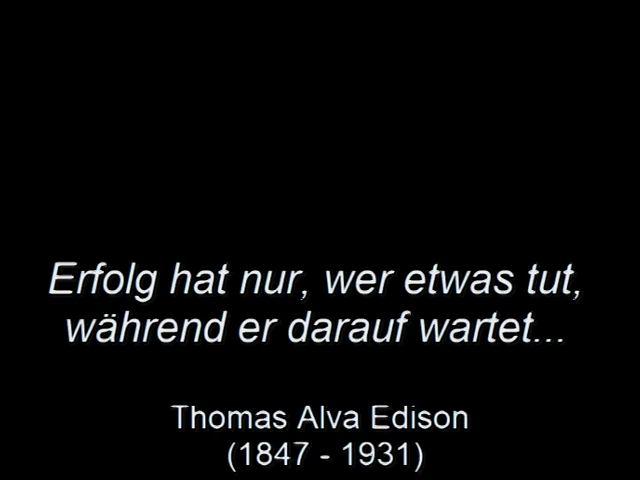 Erfolg hat nur, wer etwas tut,
während er darauf wartet...
Thomas Alva Edison
(1847 - 1931)